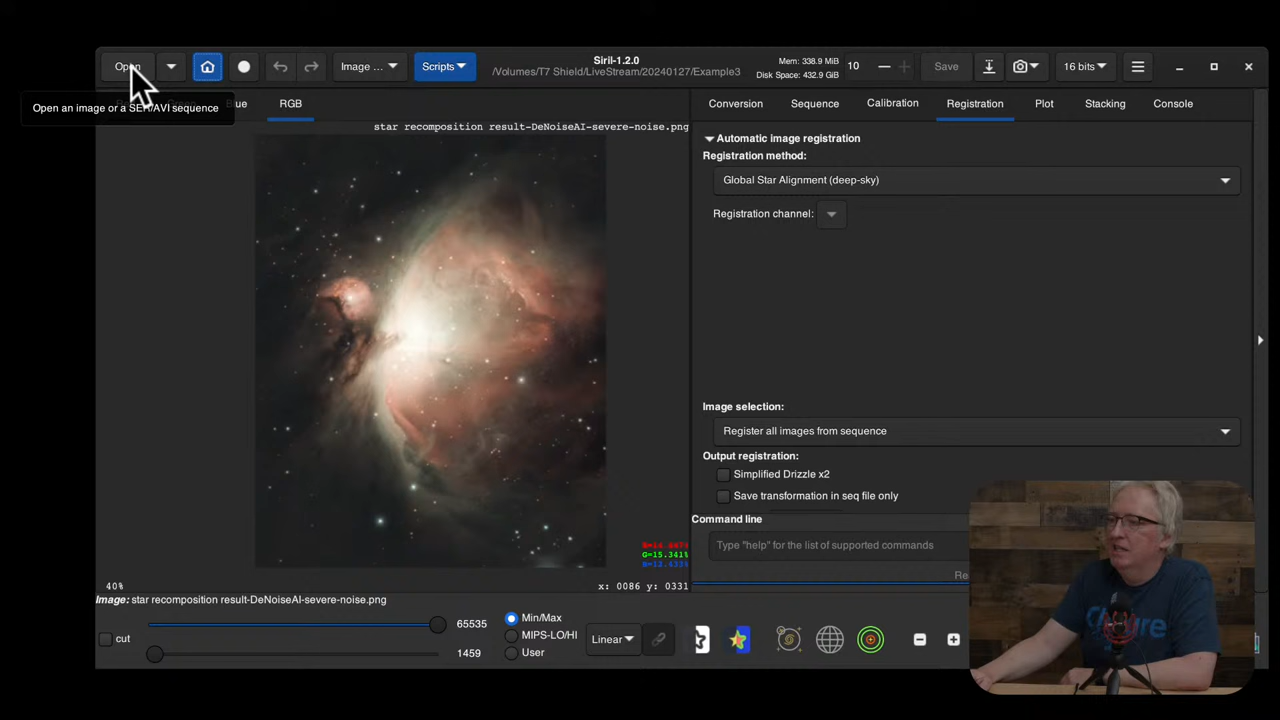 Open
Image ...
Scripts
Siril-1.2.0
/Volumes/T7 Shield/LiveStream/20240127/Example3
Mem: 338.9 MiB
Disk Space: 432.9 GiB
10
Save
16 bits
Open an image or a SER/AVI sequence
Blue
RGB
star recomposition result-DeNoiseAI-severe-noise.png
Conversion
Sequence
Calibration
Registration
Plot
Stacking
Console
Automatic image registration
Registration method:
Global Star Alignment (deep-sky)
Registration channel:
Image selection:
Register all images from sequence
Output registration:
Simplified Drizzle x2
Save transformation in seq file only
Command line
Type "help" for the list of supported commands
G=15.341%
40%
x: 0086 y: 0331
Image: star recomposition result-DeNoiseAI-severe-noise.png
cut
65535
1459
Min/Max
MIPS-LO/HI
User
Linear